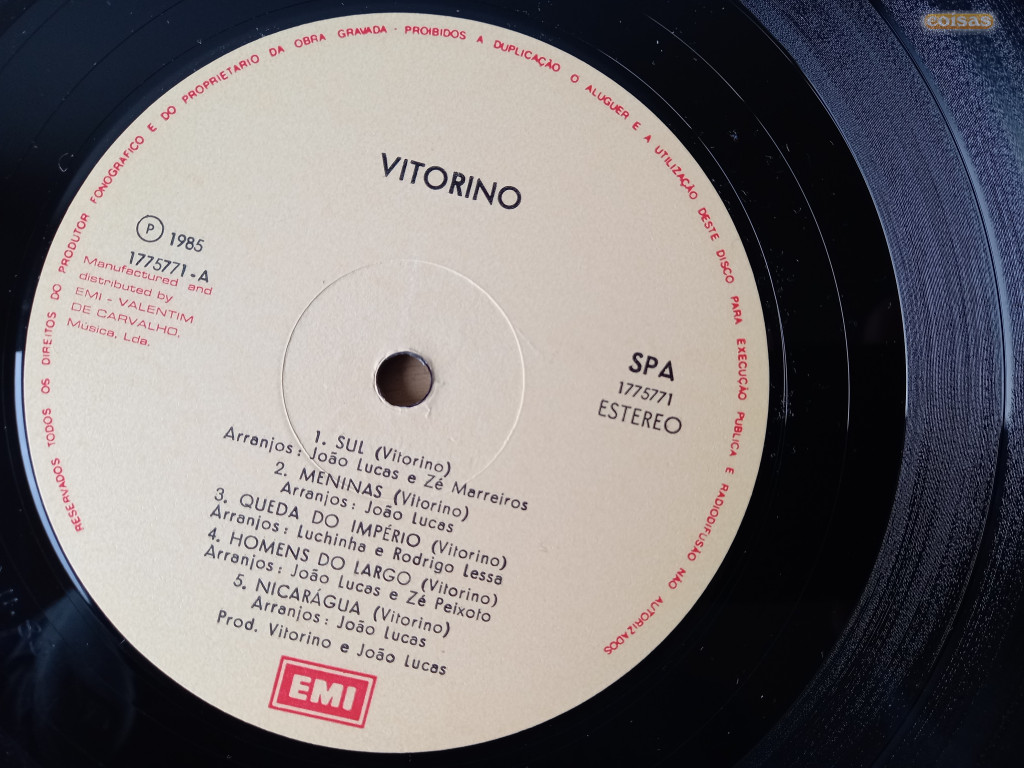 coisas
RESERVADOS TODOS OS DIREITOS DO PRODUTOR FONOGRAFICO E DO PROPRIETARIO DA OBRA GRAVADA · PROIBIDOS A DUPLICAÇÃO O ALUGUER E A UTILIZAÇÃO DESTE DISCO PARA EXECUÇÃO PUBLICA E RADIODIFUSÃO NÃO AUTORIZADOS
VITORINO
Ⓟ 1985
1775771-A
Manufactured and
distributed by
EMI - VALENTIM
DE CARVALHO,
Música, Lda.
SPA
1775771
ESTEREO
1. SUL (Vitorino)
Arranjos: João Lucas e Zé Marreiros
2. MENINAS (Vitorino)
Arranjos: João Lucas
3. QUEDA DO IMPÉRIO (Vitorino)
Arranjos: Luchinha e Rodrigo Lessa
4. HOMENS DO LARGO (Vitorino)
Arranjos: João Lucas e Zé Peixoto
5. NICARÁGUA (Vitorino)
Arranjos: João Lucas
Prod. Vitorino e João Lucas
EMI